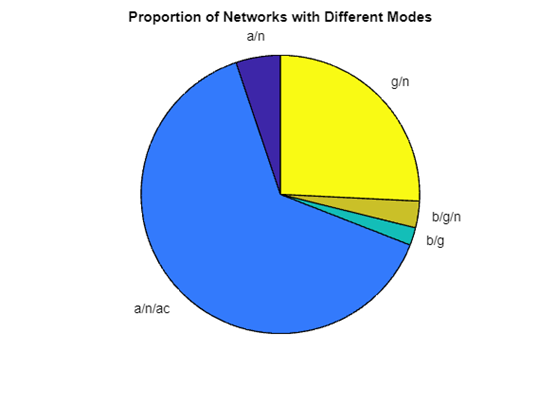 Proportion of Networks with Different Modes
a/n
g/n
b/g/n
b/g
a/n/ac